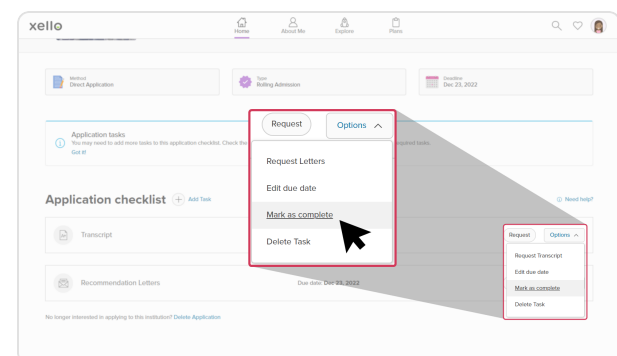 xello
Home
About Me
Explore
Plans
Method
Direct Application
Type
Rolling Admission
Deadline
Dec 23, 2022
Application tasks
You may need to add more tasks to this application checklist. Check the
quired tasks.
Got it!
Request
Options
Request Letters
Edit due date
Mark as complete
Delete Task
Application checklist
Add Task
Need help?
Transcript
Request
Options
Request Transcript
Edit due date
Mark as complete
Delete Task
Recommendation Letters
Due date: Dec 23, 2022
No longer interested in applying to this institution? Delete Application